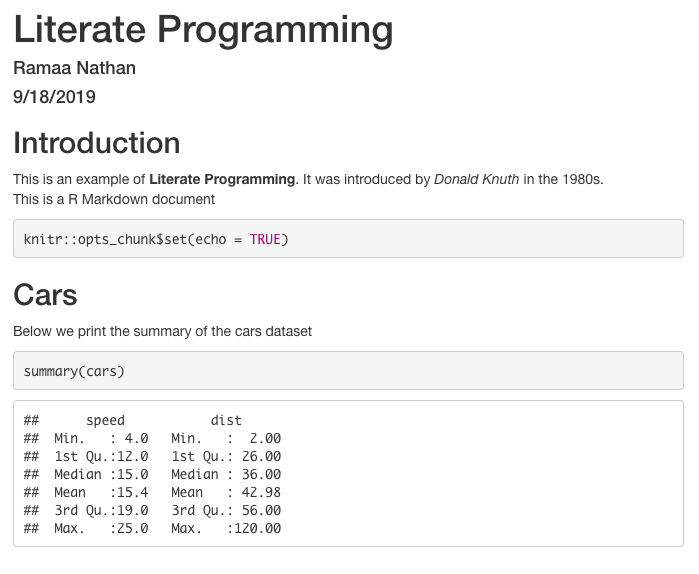 Literate Programming
Ramaa Nathan
9/18/2019
Introduction
This is an example of Literate Programming. It was introduced by Donald Knuth in the 1980s.
This is a R Markdown document
knitr::opts_chunk$set(echo = TRUE)
Cars
Below we print the summary of the cars dataset
summary(cars)
##      speed           dist
##  Min.   : 4.0   Min.   :  2.00
##  1st Qu.:12.0   1st Qu.: 26.00
##  Median :15.0   Median : 36.00
##  Mean   :15.4   Mean   : 42.98
##  3rd Qu.:19.0   3rd Qu.: 56.00
##  Max.   :25.0   Max.   :120.00